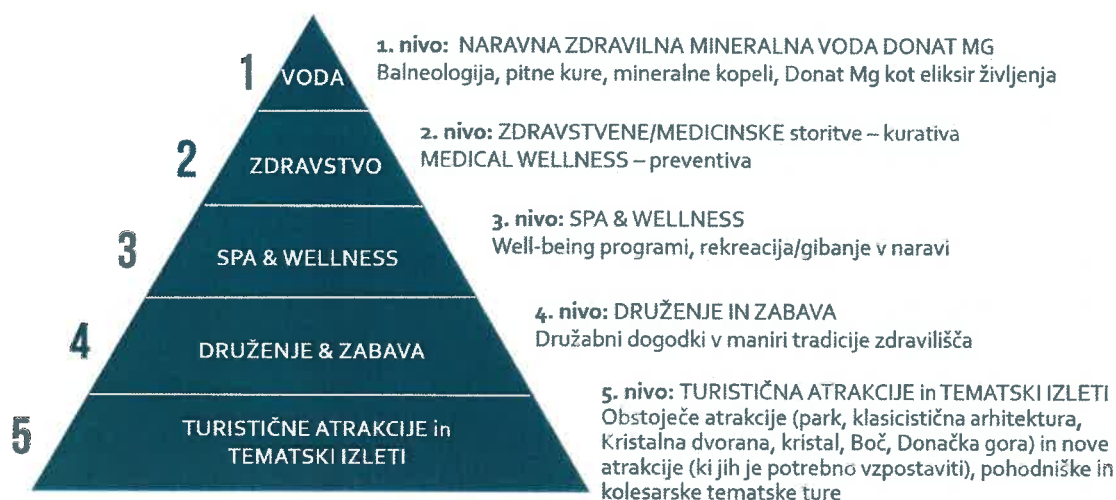 1
VODA
1. nivo: NARAVNA ZDRAVILNA MINERALNA VODA DONAT MG
Balneologija, pitne kure, mineralne kopeli, Donat Mg kot eliksir življenja
2
ZDRAVSTVO
2. nivo: ZDRAVSTVENE/MEDICINSKE storitve – kurativa
MEDICAL WELLNESS – preventiva
3
SPA & WELLNESS
3. nivo: SPA & WELLNESS
Well-being programi, rekreacija/gibanje v naravi
4
DRUŽENJE & ZABAVA
4. nivo: DRUŽENJE IN ZABAVA
Družabni dogodki v maniri tradicije zdravilišča
5
TURISTIČNE ATRAKCIJE in
TEMATSKI IZLETI
5. nivo: TURISTIČNA ATRAKCIJE in TEMATSKI IZLETI
Obstoječe atrakcije (park, klasicistična arhitektura,
Kristalna dvorana, kristal, Boč, Donačka gora) in nove
atrakcije (ki jih je potrebno vzpostaviti), pohodniške in
kolesarske tematske ture